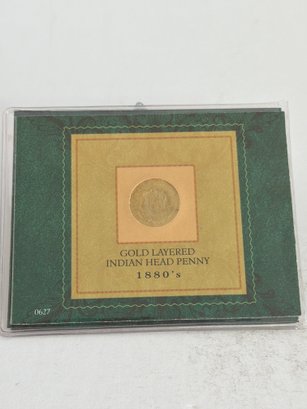 GOLD LAYERED
INDIAN HEAD PENNY
1880's
0627